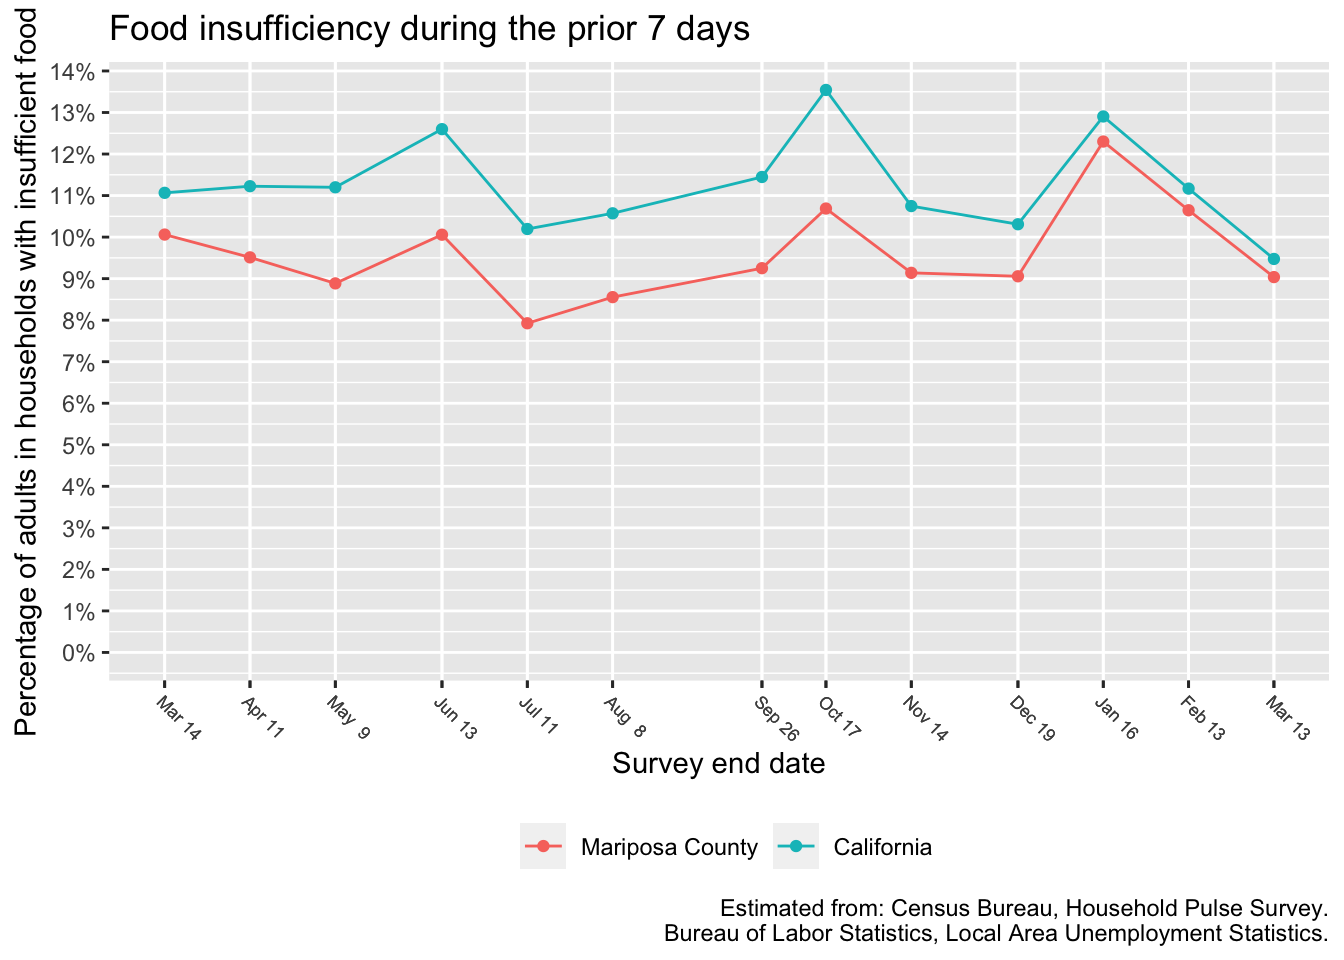 Food insufficiency during the prior 7 days
Percentage of adults in households with insufficient food
14%
13%
12%
11%
10%
9%
8%
7%
6%
5%
4%
3%
2%
1%
0%
Mar 14
Apr 11
May 9
Jun 13
Jul 11
Aug 8
Sep 26
Oct 17
Nov 14
Dec 19
Jan 16
Feb 13
Mar 13
Survey end date
Mariposa County
California
Estimated from: Census Bureau, Household Pulse Survey.
Bureau of Labor Statistics, Local Area Unemployment Statistics.